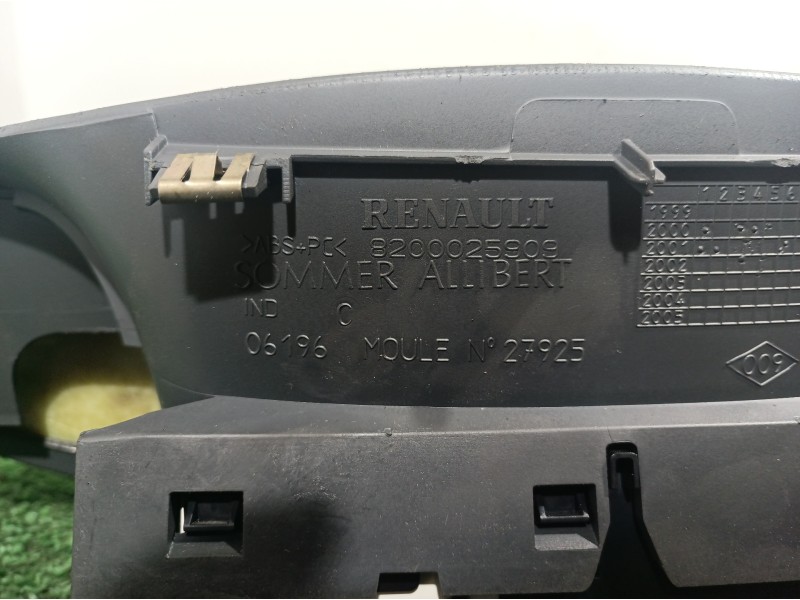 RENAULT
>ABS+PC< 8200025909
SOMMER ALLIBERT
IND C
06196 MOULE N° 27925
1 2 3 4 5 6
1999
2000
2001
2002
2003
2004
2005
009